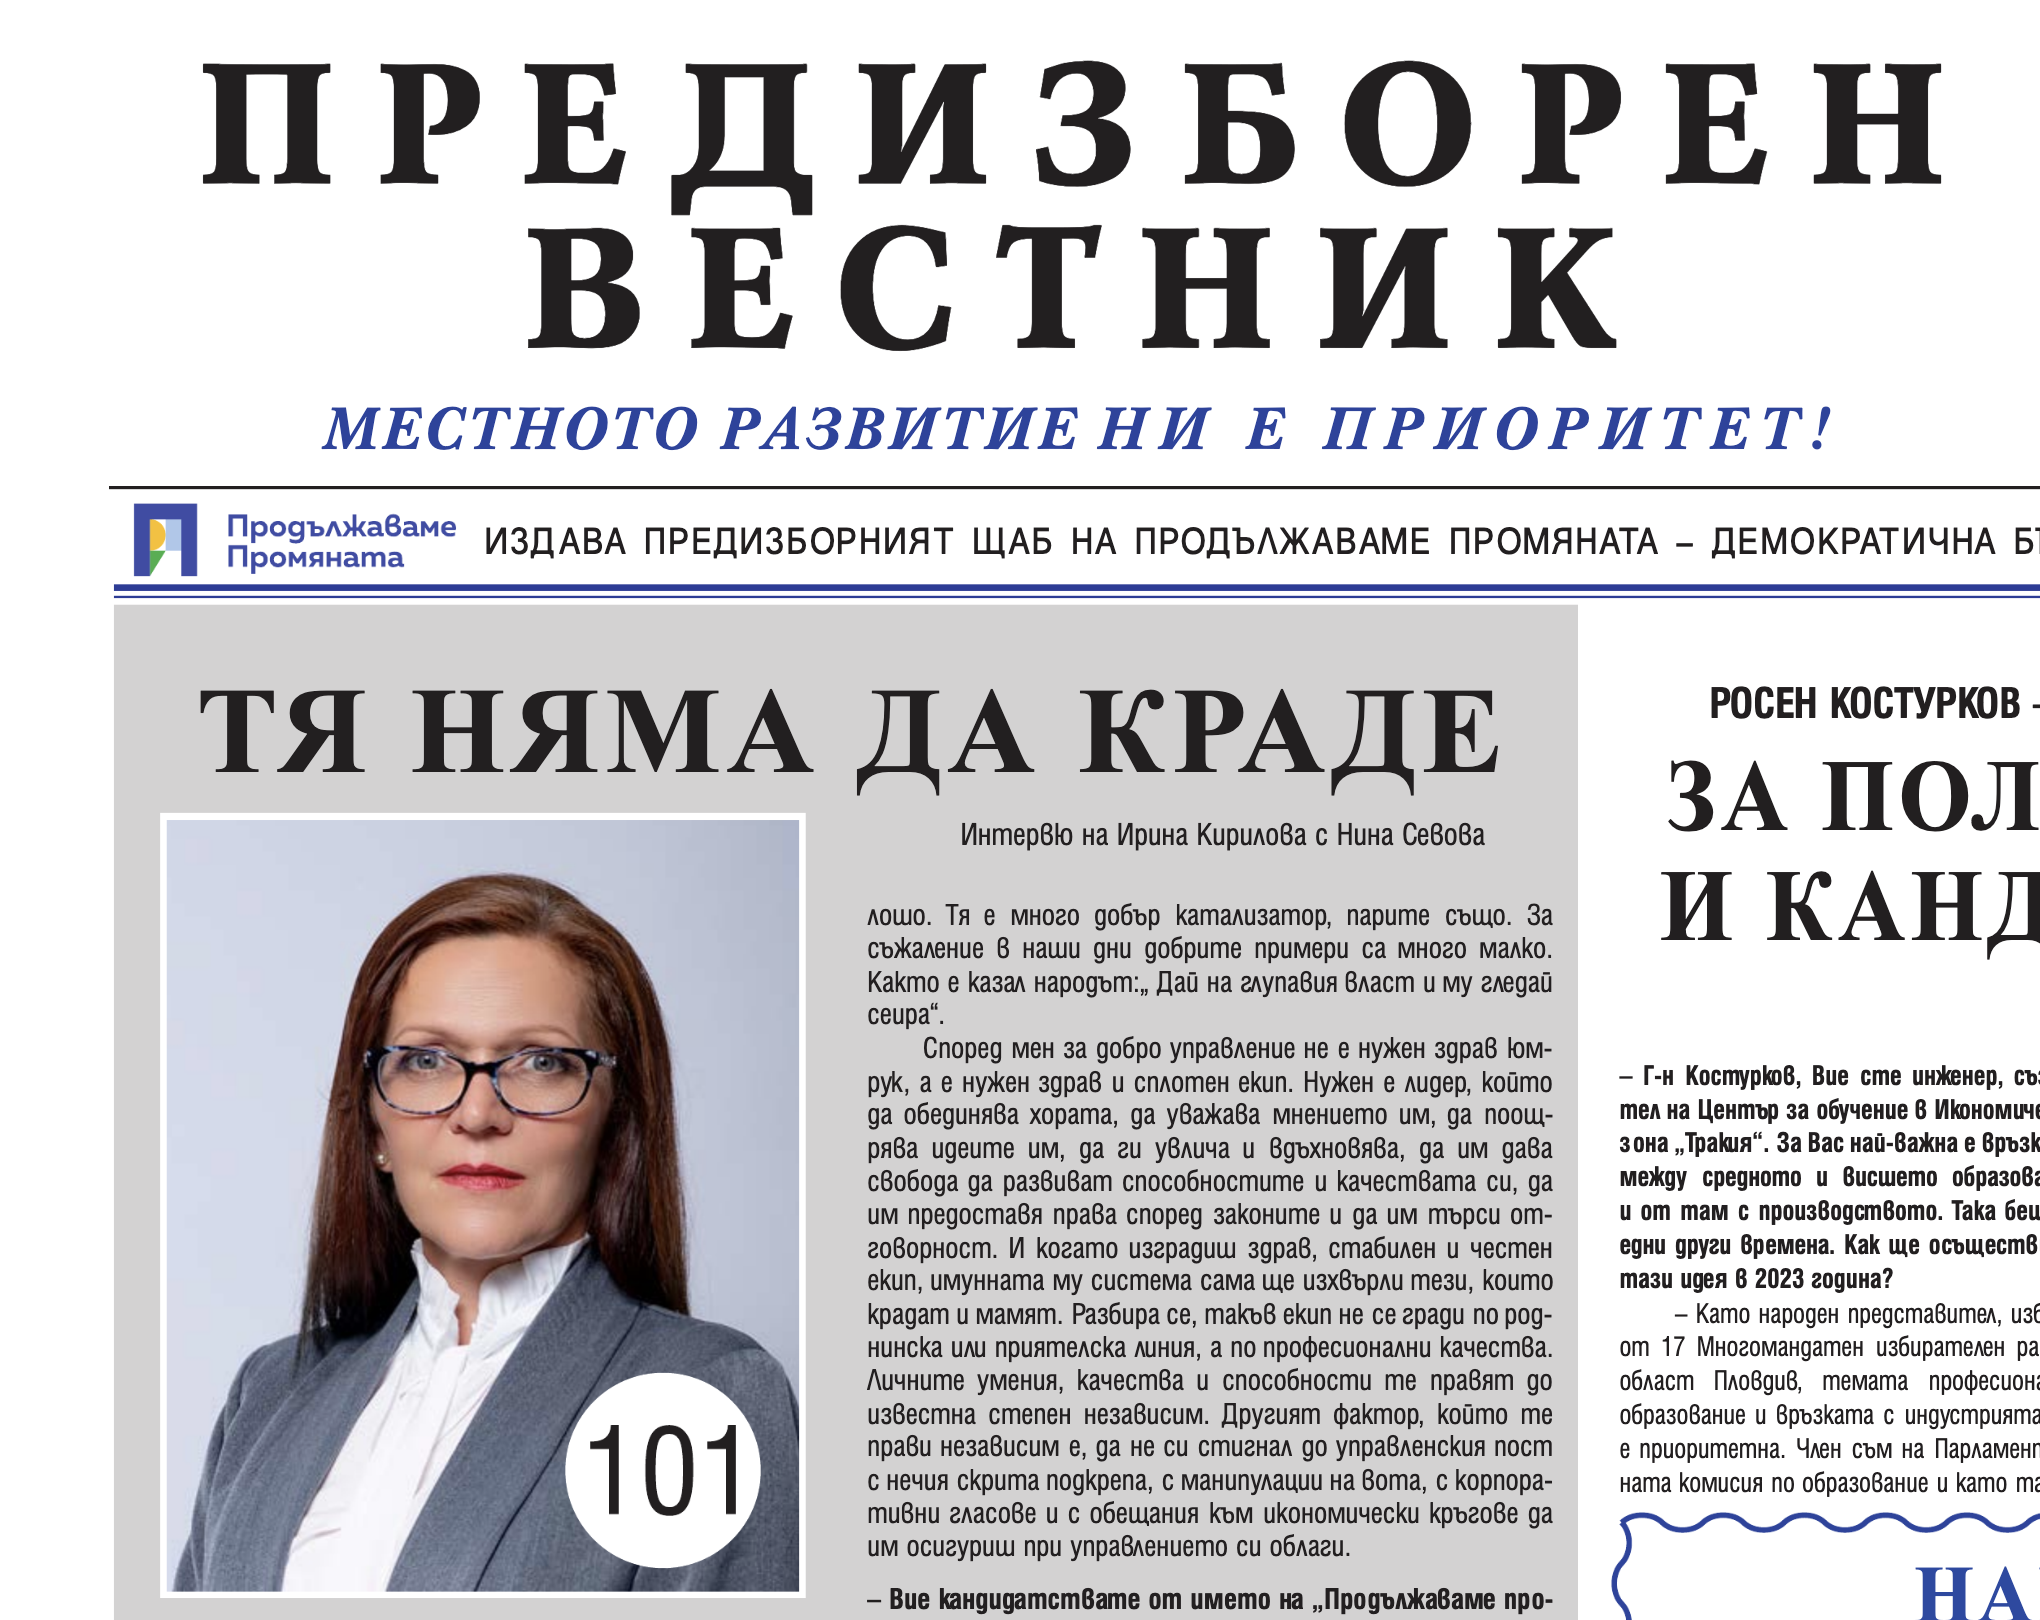 ПРЕДИЗБОРЕН
ВЕСТНИК
МЕСТНОТО РАЗВИТИЕ НИ Е ПРИОРИТЕТ!
Продължаваме
Промяната
ИЗДАВА ПРЕДИЗБОРНИЯТ ЩАБ НА ПРОДЪЛЖАВАМЕ ПРОМЯНАТА – ДЕМОКРАТИЧНА
ТЯ НЯМА ДА КРАДЕ
Интервю на Ирина Кирилова с Нина Севова
лошо. Тя е много добър катализатор, парите също. За
съжаление в наши дни добрите примери са много малко.
Както е казал народът:„ Дай на глупавия власт и му гледай
сеира“.
Според мен за добро управление не е нужен здрав юм-
рук, а е нужен здрав и сплотен екип. Нужен е лидер, който
да обединява хората, да уважава мнението им, да поощ-
рява идеите им, да ги увлича и вдъхновява, да им дава
свобода да развиват способностите и качествата си, да
им предоставя права според законите и да им търси от-
говорност. И когато изградиш здрав, стабилен и честен
екип, имунната му система сама ще изхвърли тези, които
крадат и мамят. Разбира се, такъв екип не се гради по род-
нинска или приятелска линия, а по професионални качества.
Личните умения, качества и способности те правят до
известна степен независим. Другият фактор, който те
прави независим е, да не си стигнал до управленския пост
с нечия скрита подкрепа, с манипулации на вота, с корпора-
тивни гласове и с обещания към икономически кръгове да
им осигуриш при управлението си облаги.
– Вие кандидатствате от името на „Продължаваме про-
101
РОСЕН КОСТУРКОВ –
ЗА ПОЛ
И КАНД
– Г-н Костурков, Вие сте инженер, съз
тел на Център за обучение в Икономиче
зона „Тракия“. За Вас най-важна е връзк
между средното и висшето образова
и от там с производството. Така беш
едни други времена. Как ще осъществ
тази идея в 2023 година?
– Като народен представител, изб
от 17 Многомандатен избирателен ра
област Пловдив, темата професиона
образование и връзката с индустрията
е приоритетна. Член съм на Парламент
ната комисия по образование и като та